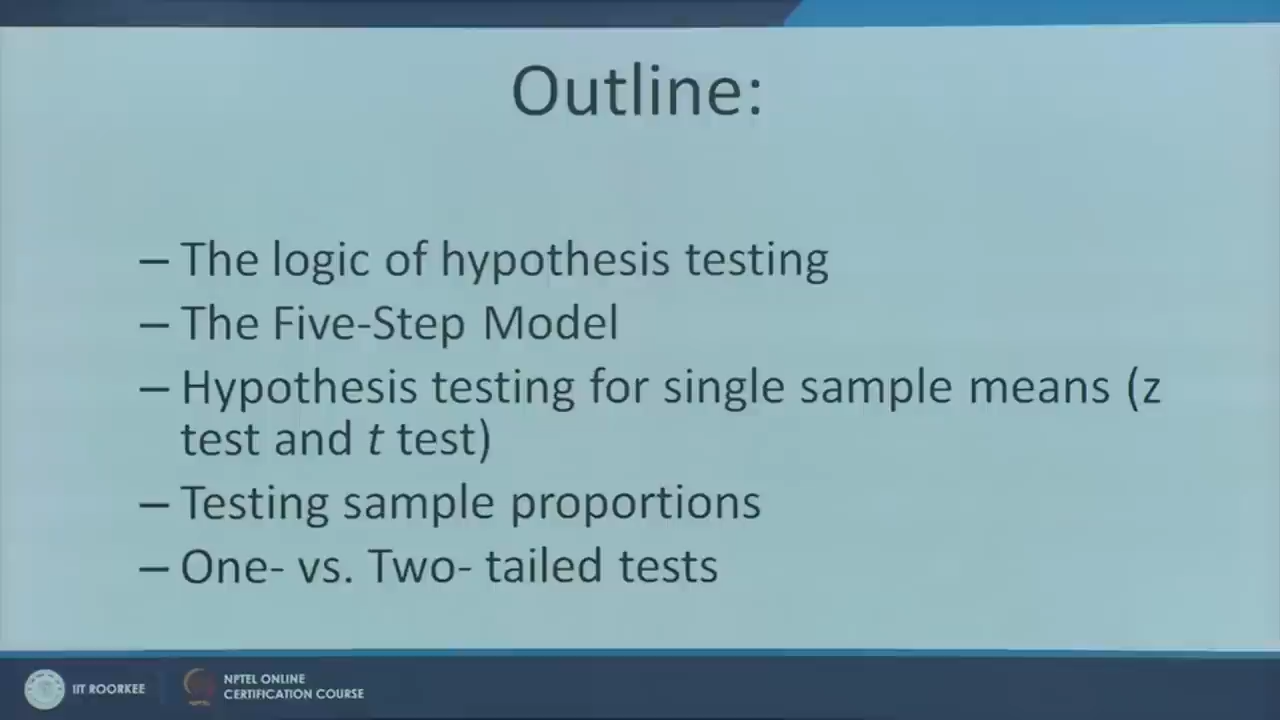 Outline:
– The logic of hypothesis testing
– The Five-Step Model
– Hypothesis testing for single sample means (z
test and t test)
– Testing sample proportions
– One- vs. Two- tailed tests
IIT ROORKEE
NPTEL ONLINE
CERTIFICATION COURSE
NPTEL